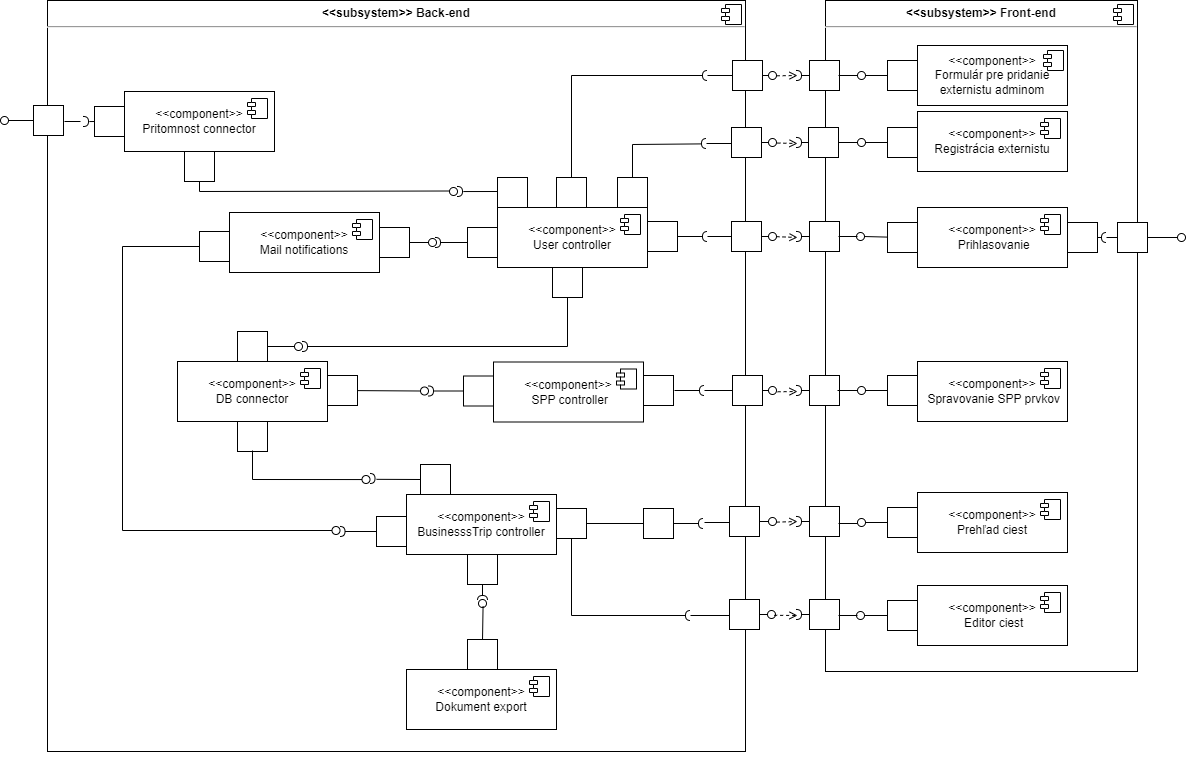 <<subsystem>> Back-end
<<subsystem>> Front-end
<<component>>
Formulár pre pridanie
externistu adminom
<<component>>
Pritomnost connector
<<component>>
Registrácia externistu
<<component>>
Mail notifications
<<component>>
User controller
<<component>>
Prihlasovanie
<<component>>
DB connector
<<component>>
SPP controller
<<component>>
Spravovanie SPP prvkov
<<component>>
BusinesssTrip controller
<<component>>
Prehľad ciest
<<component>>
Editor ciest
<<component>>
Dokument export